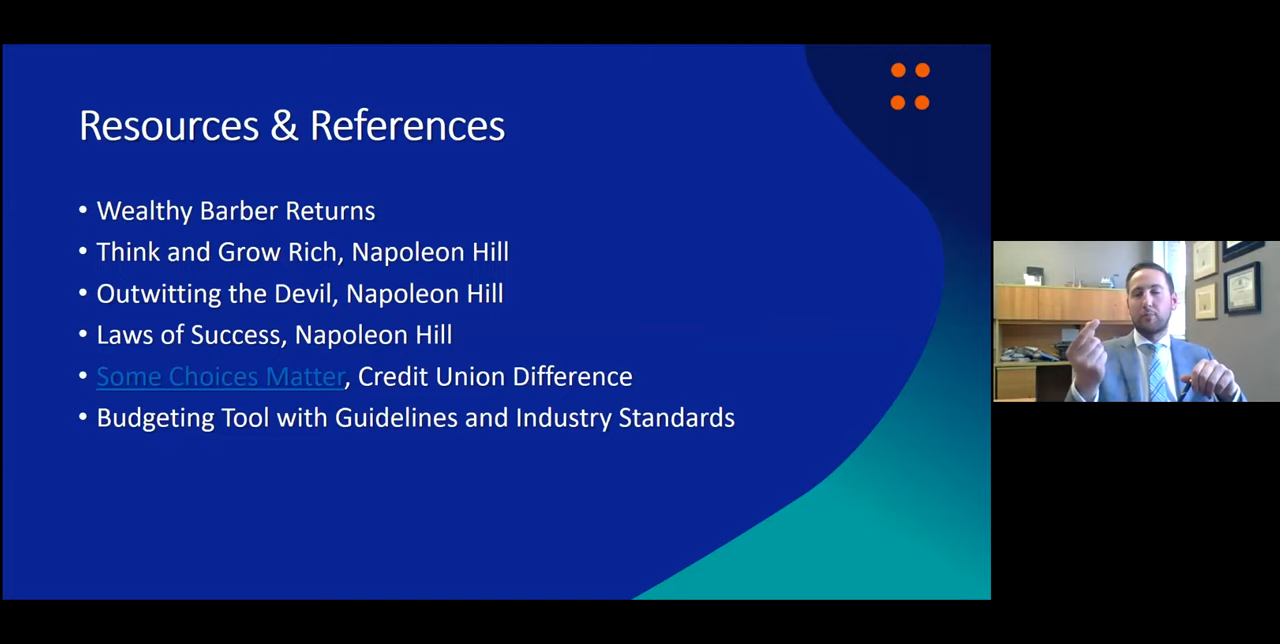 Resources & References
• Wealthy Barber Returns
• Think and Grow Rich, Napoleon Hill
• Outwitting the Devil, Napoleon Hill
• Laws of Success, Napoleon Hill
• Some Choices Matter, Credit Union Difference
• Budgeting Tool with Guidelines and Industry Standards